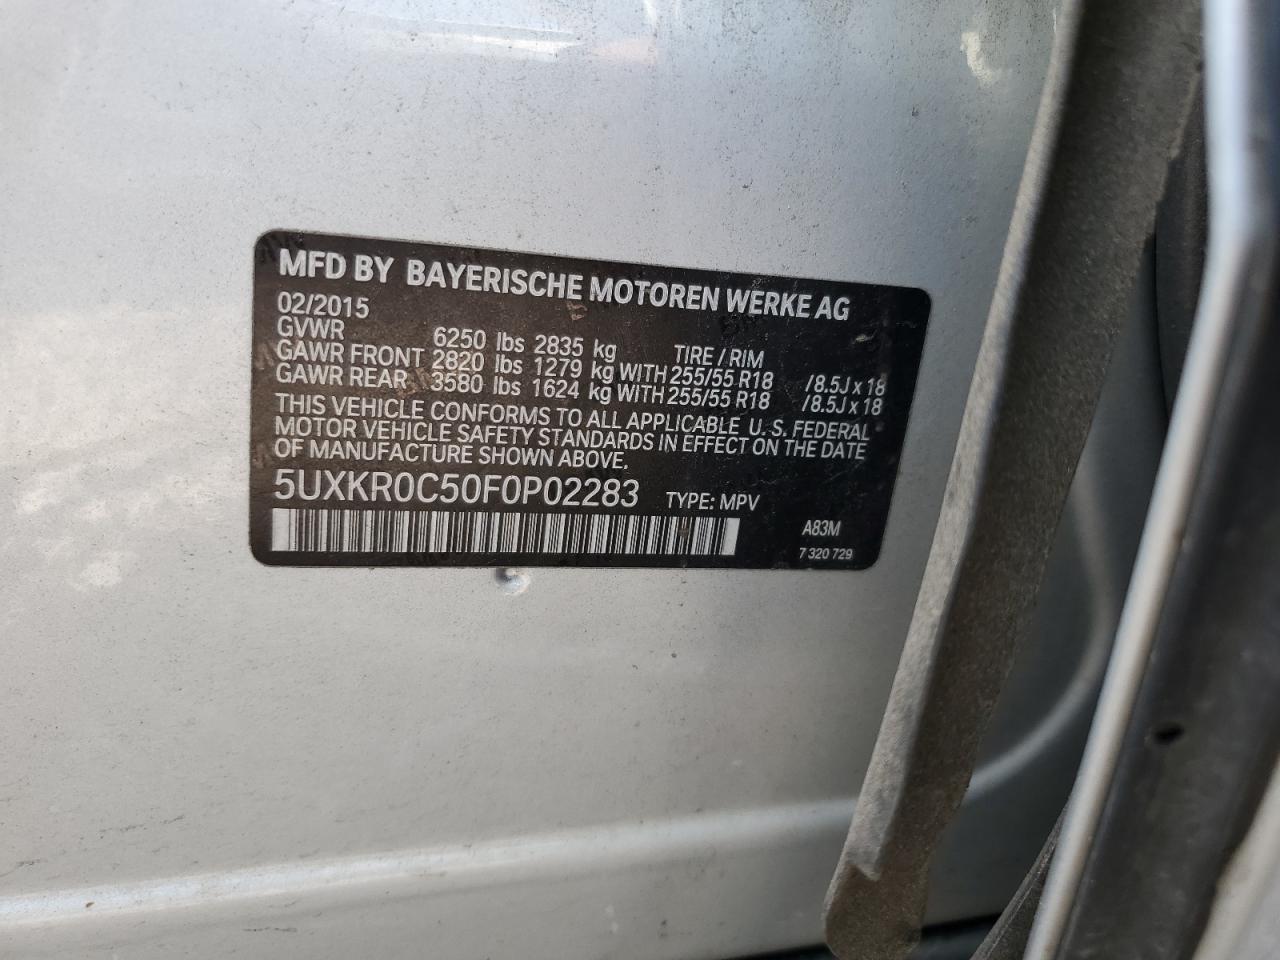 MFD BY BAYERISCHE MOTOREN WERKE AG
02/2015
GVWR 6250 lbs 2835 kg TIRE / RIM
GAWR FRONT 2820 lbs 1279 kg WITH 255/55 R18 /8.5J x 18
GAWR REAR 3580 lbs 1624 kg WITH 255/55 R18 /8.5J x 18
THIS VEHICLE CONFORMS TO ALL APPLICABLE U.S. FEDERAL
MOTOR VEHICLE SAFETY STANDARDS IN EFFECT ON THE DATE
OF MANUFACTURE SHOWN ABOVE.
5UXKR0C50F0P02283 TYPE: MPV
A83M
7 320 729